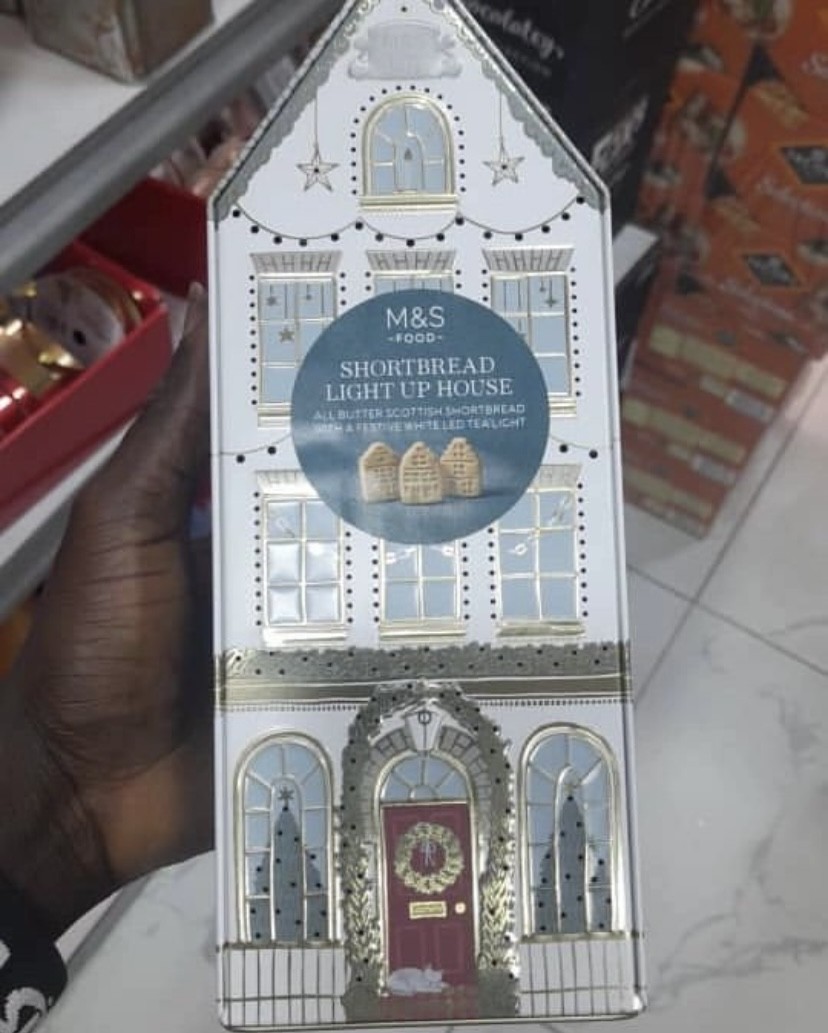 M&S
-FOOD-
SHORTBREAD
LIGHT UP HOUSE
ALL BUTTER SCOTTISH SHORTBREAD
WITH A FESTIVE WHITE LED TEALIGHT